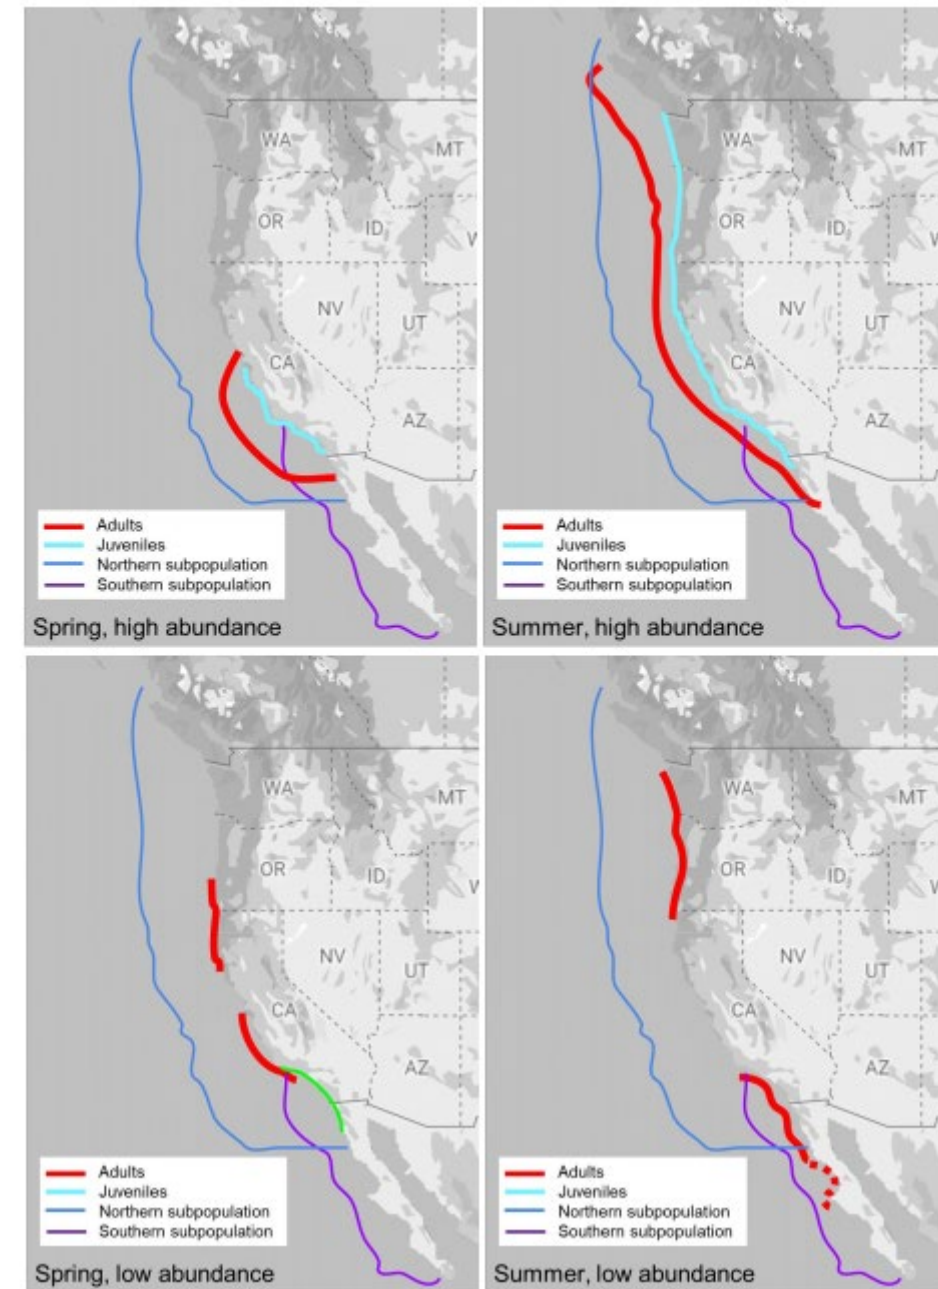 WA
MT
OR
ID
W
NV
UT
CA
AZ
Adults
Juveniles
Northern subpopulation
Southern subpopulation
Spring, high abundance
WA
MT
OR
ID
W
NV
UT
CA
AZ
Adults
Juveniles
Northern subpopulation
Southern subpopulation
Summer, high abundance
WA
MT
OR
ID
W
NV
UT
CA
AZ
Adults
Juveniles
Northern subpopulation
Southern subpopulation
Spring, low abundance
WA
MT
OR
ID
W
NV
UT
CA
AZ
Adults
Juveniles
Northern subpopulation
Southern subpopulation
Summer, low abundance